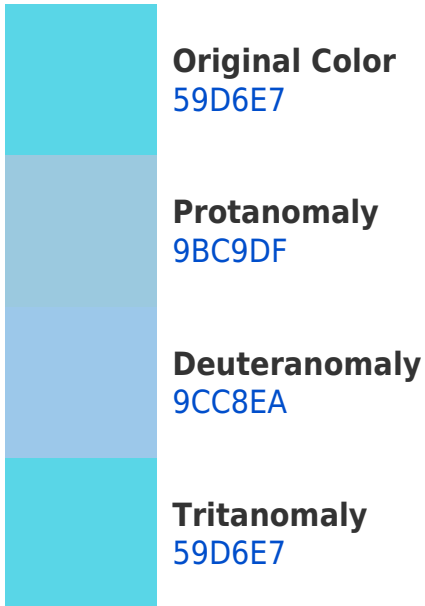 Original Color
59D6E7
Protanomaly
9BC9DF
Deuteranomaly
9CC8EA
Tritanomaly
59D6E7